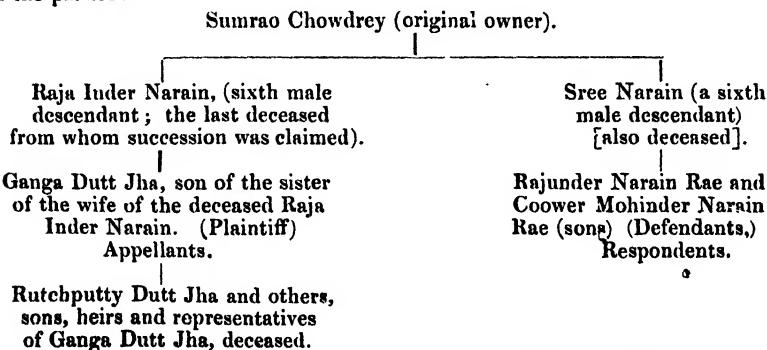 Sumrao Chowdrey (original owner).
Raja Inder Narain, (sixth male
descendant; the last deceased
from whom succession was claimed).
Ganga Dutt Jha, son of the sister
of the wife of the deceased Raja
Inder Narain. (Plaintiff)
Appellants.
Rutchputty Dutt Jha and others,
sons, heirs and representatives
of Ganga Dutt Jha, deceased.
Sree Narain (a sixth
male descendant)
[also deceased].
Rajunder Narain Rae and
Coower Mohinder Narain
Rae (sons) (Defendants,)
Respondents.